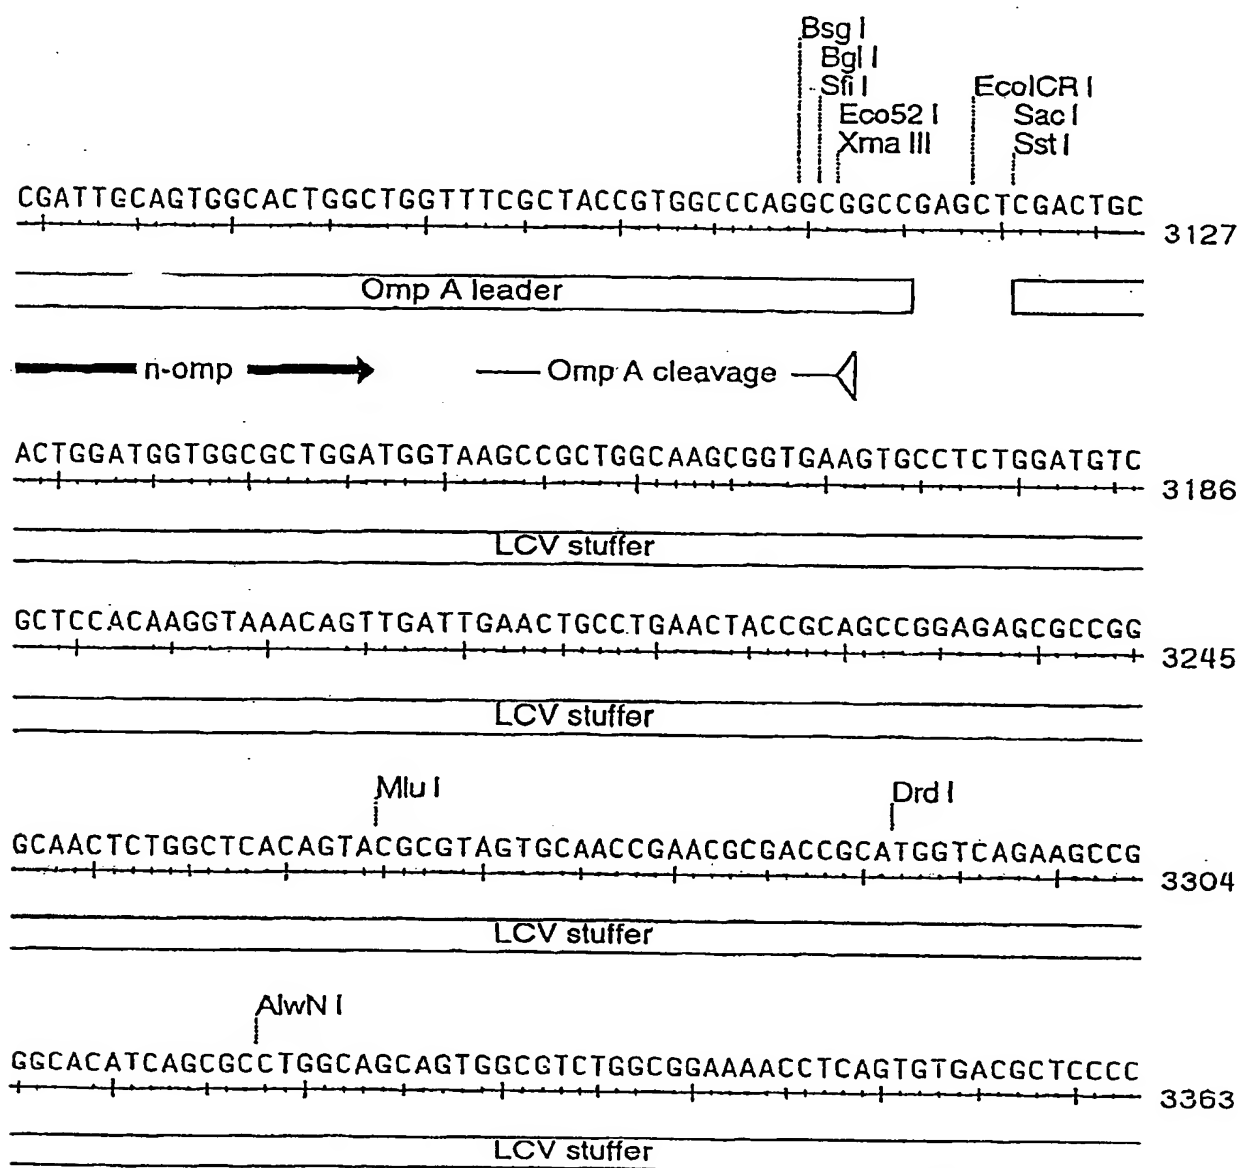 Bsg I
Bgl I
Sfi I EcoICR I
Eco52 I Sac I
Xma III Sst I
CGATTGCAGTGGCACTGGCTGGTTTCGCTACCGTGGCCCAGGCGGCCGAGCTCGACTGC 3127
Omp A leader
n-omp Omp A cleavage
ACTGGATGGTGGCGCTGGATGGTAAGCCGCTGGCAAGCGGTGAAGTGCCTCTGGATGTC 3186
LCV stuffer
GCTCCACAAGGTAAACAGTTGATTGAACTGCCTGAACTACCGCAGCCGGAGAGCGCCGG 3245
LCV stuffer
Mlu I Drd I
GCAACTCTGGCTCACAGTACGCGTAGTGCAACCGAACGCGACCGCATGGTCAGAAGCCG 3304
LCV stuffer
AlwN I
GGCACATCAGCGCCTGGCAGCAGTGGCGTCTGGCGGAAAACCTCAGTGTGACGCTCCCC 3363
LCV stuffer